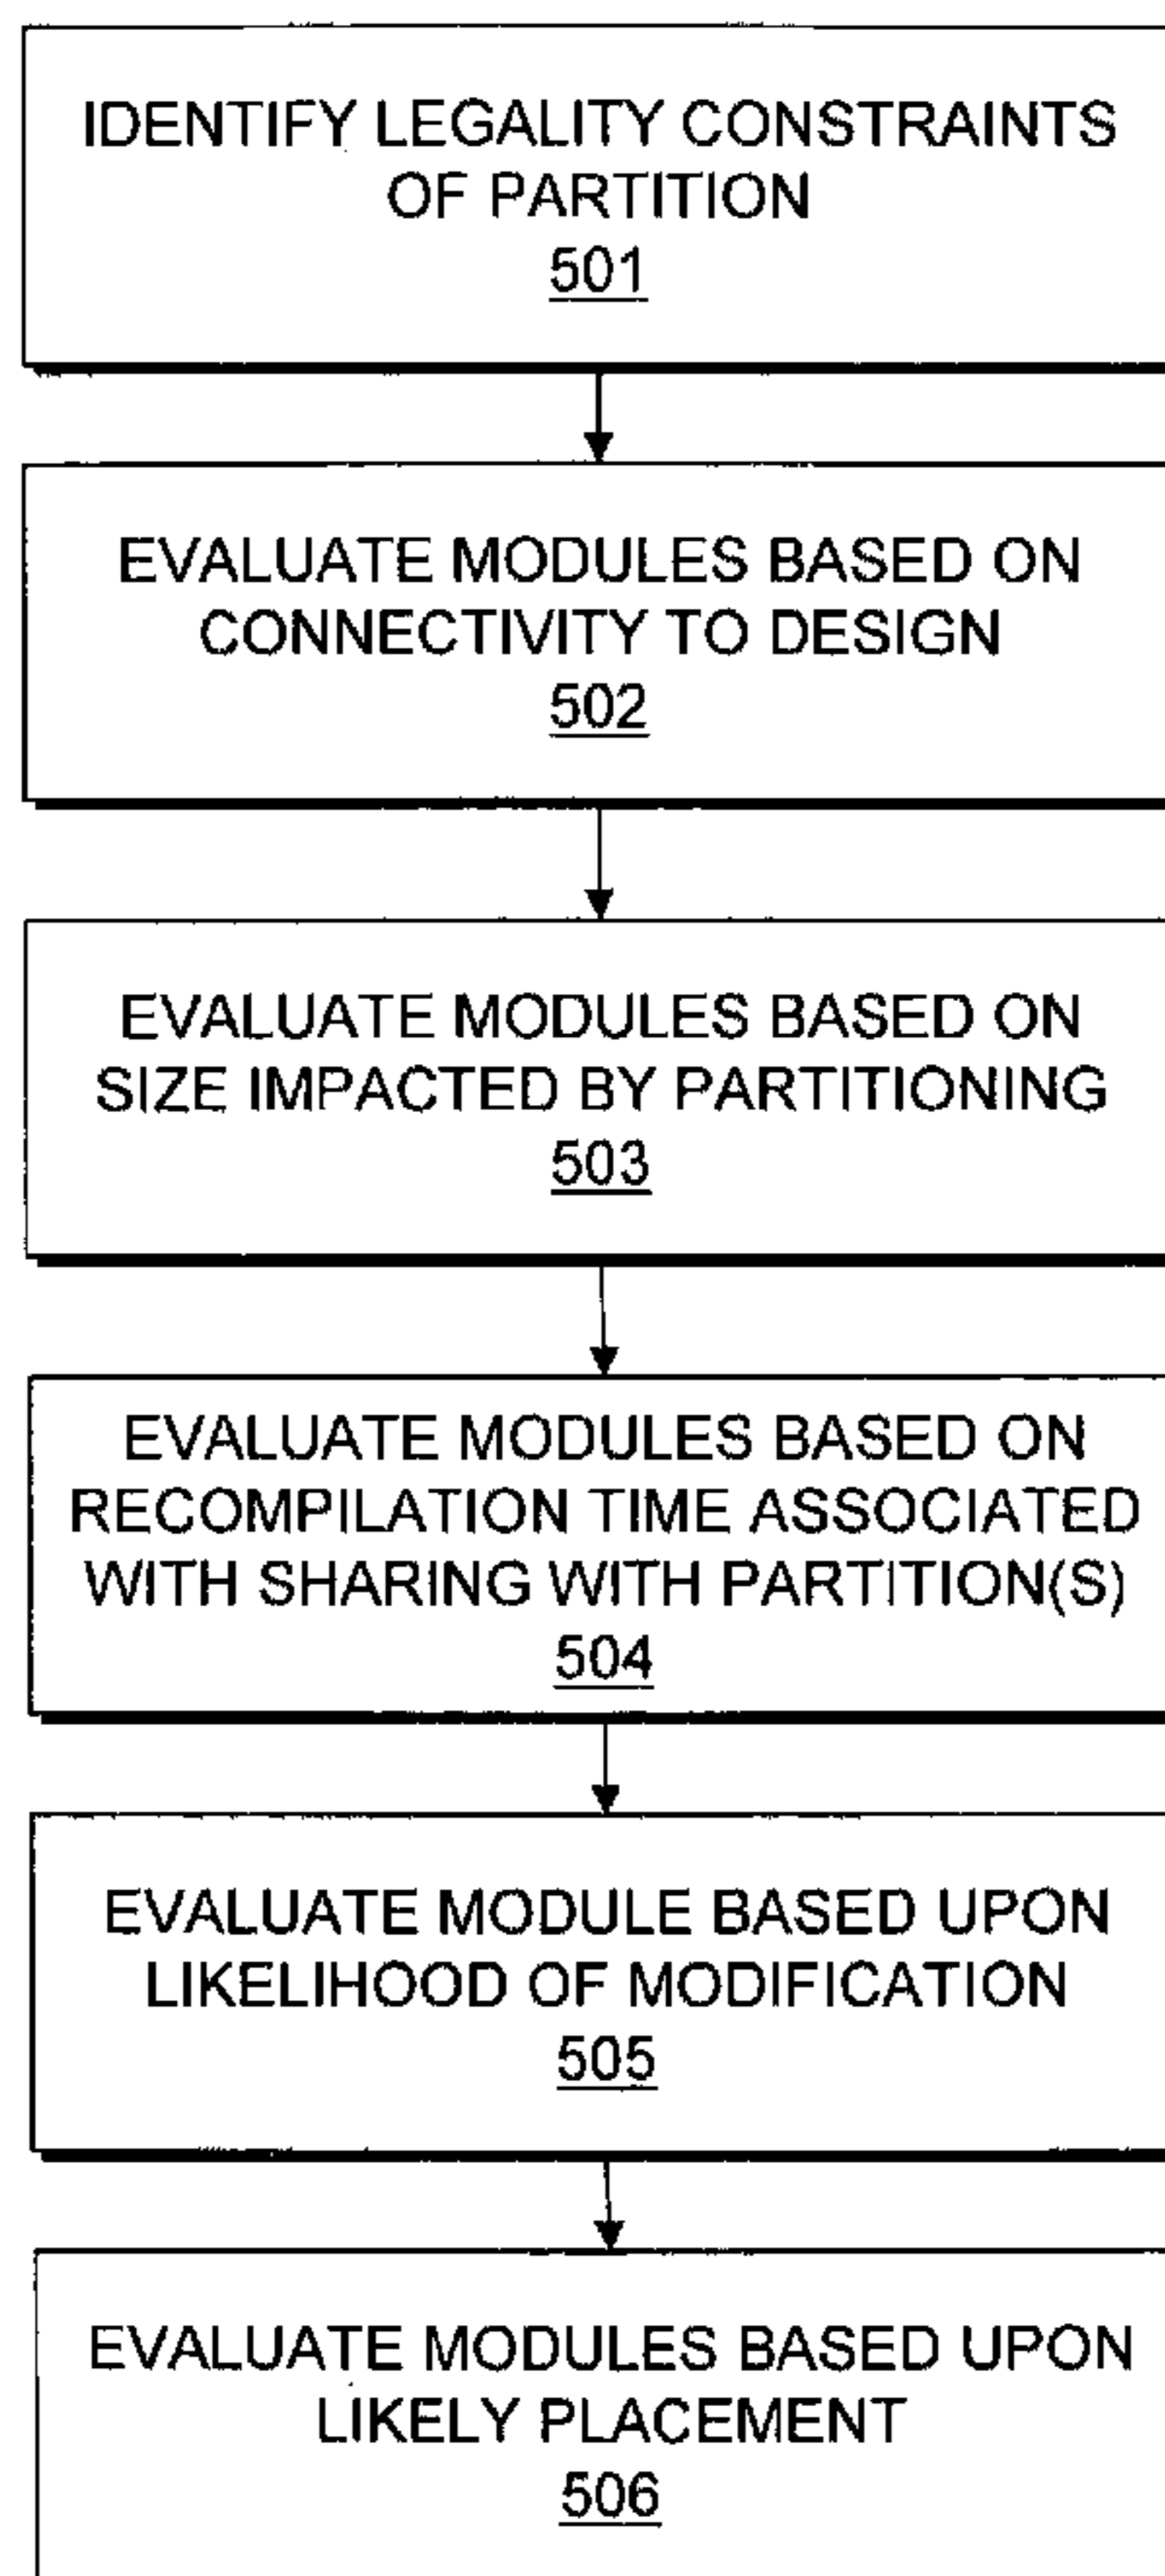 IDENTIFY LEGALITY CONSTRAINTS
OF PARTITION
501
EVALUATE MODULES BASED ON
CONNECTIVITY TO DESIGN
502
EVALUATE MODULES BASED ON
SIZE IMPACTED BY PARTITIONING
503
EVALUATE MODULES BASED ON
RECOMPILATION TIME ASSOCIATED
WITH SHARING WITH PARTITION(S)
504
EVALUATE MODULE BASED UPON
LIKELIHOOD OF MODIFICATION
505
EVALUATE MODULES BASED UPON
LIKELY PLACEMENT
506